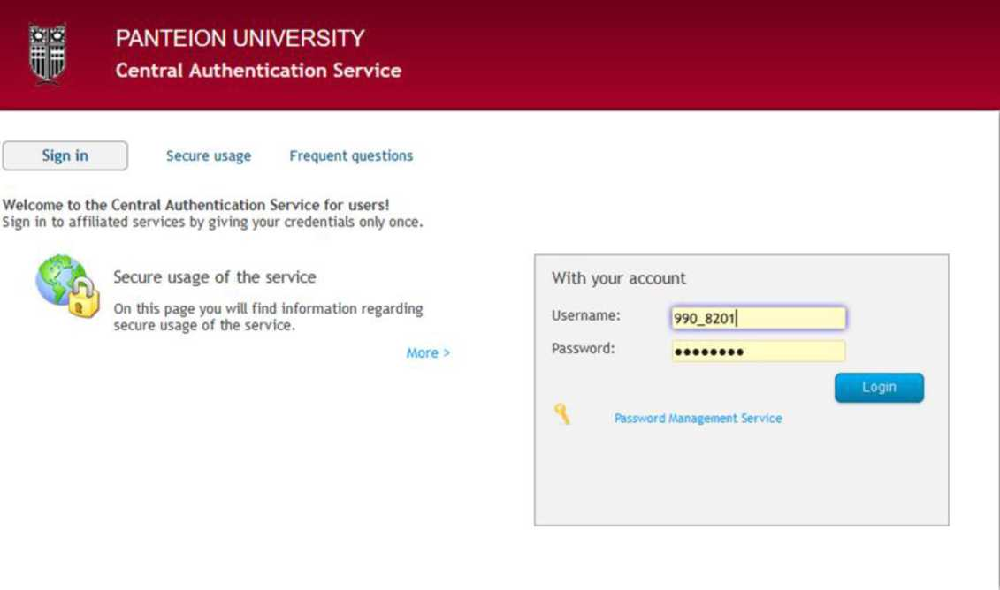 PANTEION UNIVERSITY
Central Authentication Service
Sign in
Secure usage
Frequent questions
Welcome to the Central Authentication Service for users!
Sign in to affiliated services by giving your credentials only once.
Secure usage of the service
On this page you will find information regarding
secure usage of the service.
More >
With your account
Username:
990_8201
Password:
••••••••
Login
Password Management Service